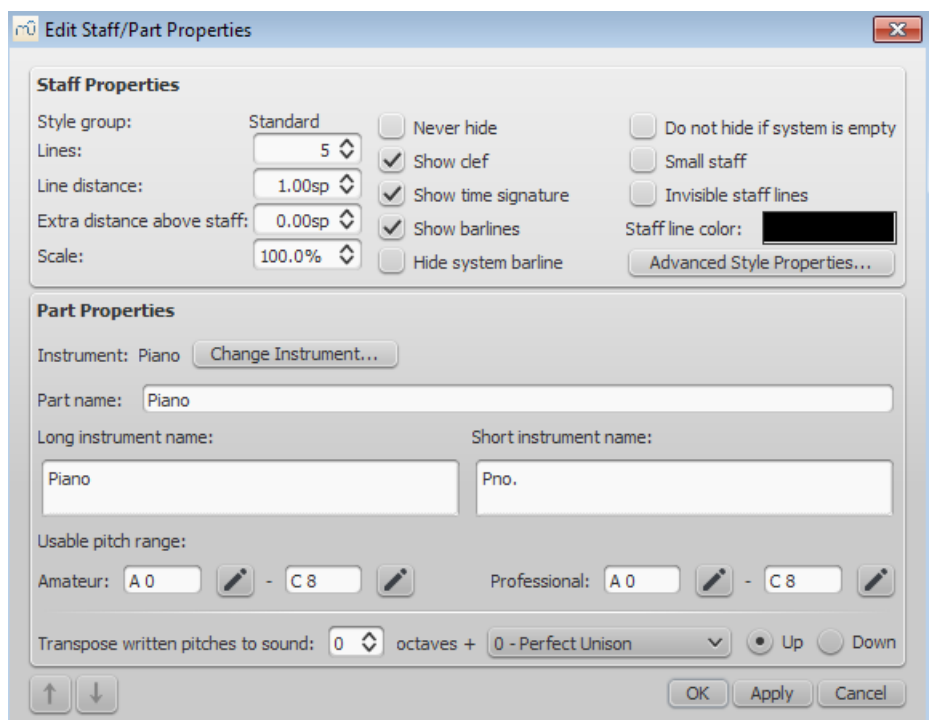 Edit Staff/Part Properties
Staff Properties
Style group: Standard
Lines: 5
Line distance: 1.00sp
Extra distance above staff: 0.00sp
Scale: 100.0%
Never hide
Show clef
Show time signature
Show barlines
Hide system barline
Do not hide if system is empty
Small staff
Invisible staff lines
Staff line color:
Advanced Style Properties...
Part Properties
Instrument: Piano Change Instrument...
Part name: Piano
Long instrument name:
Piano
Short instrument name:
Pno.
Usable pitch range:
Amateur: A 0 - C 8 Professional: A 0 - C 8
Transpose written pitches to sound: 0 octaves + 0 - Perfect Unison Up Down
OK Apply Cancel